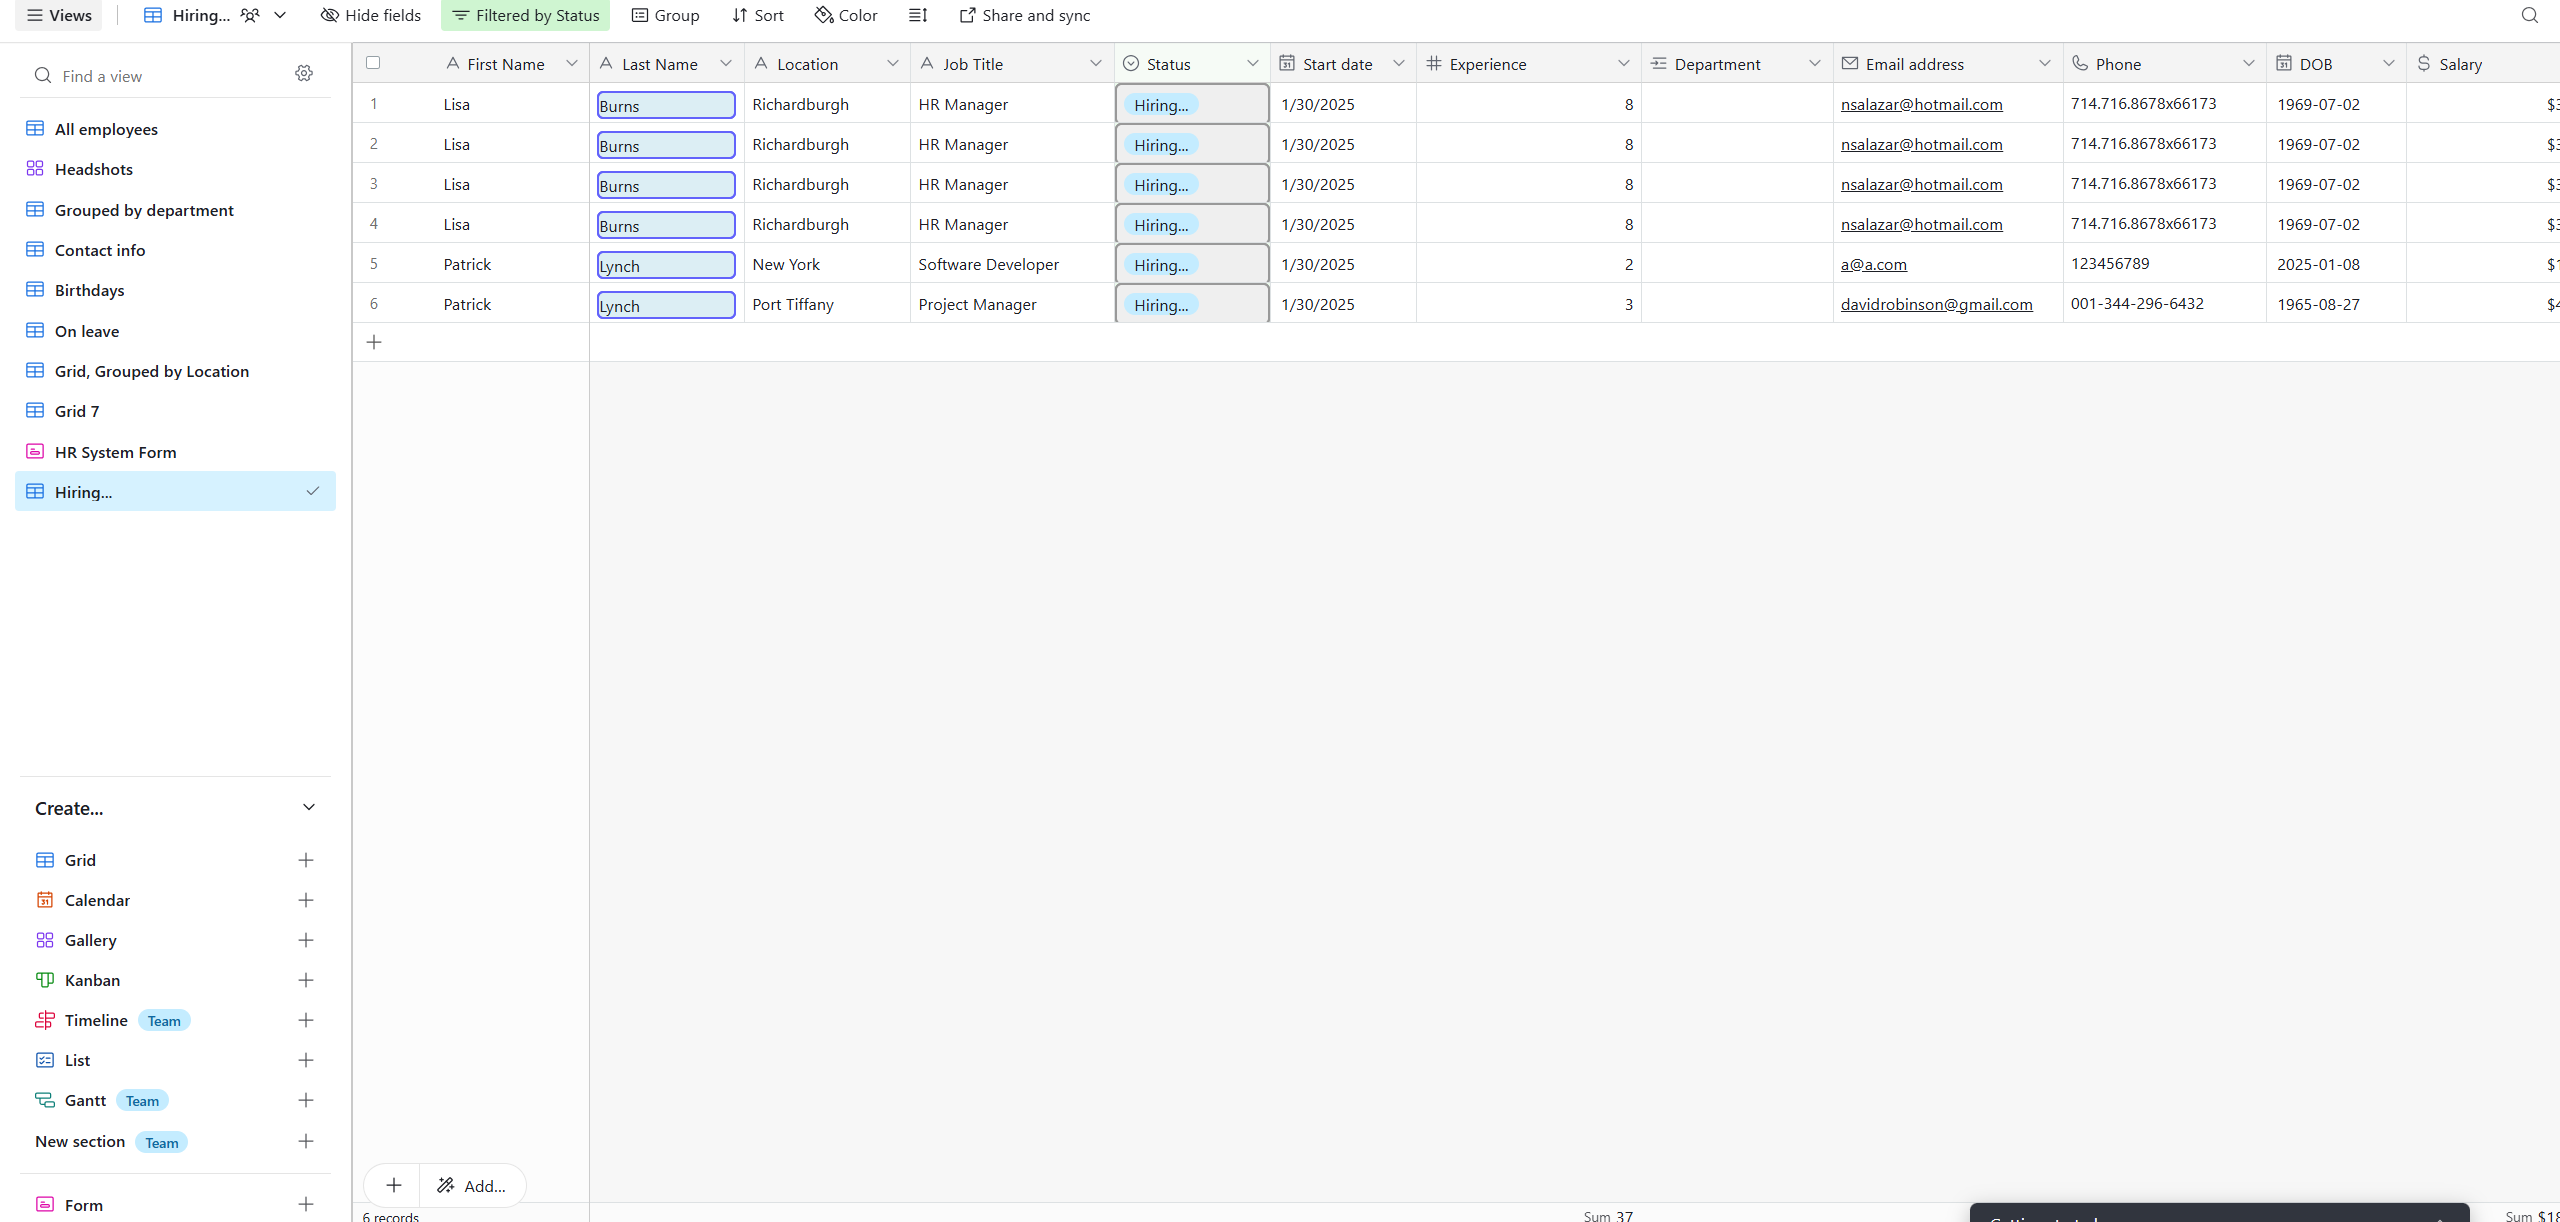 Views
Hiring...
Hide fields
Filtered by Status
Group
Sort
Color
Share and sync
Find a view
All employees
Headshots
Grouped by department
Contact info
Birthdays
On leave
Grid, Grouped by Location
Grid 7
HR System Form
Hiring...
Create...
Grid
Calendar
Gallery
Kanban
Timeline Team
List
Gantt Team
New section Team
Form
First Name Last Name Location Job Title Status Start date Experience Department Email address Phone DOB Salary
1 Lisa Burns Richardburgh HR Manager Hiring... 1/30/2025 8 nsalazar@hotmail.com 714.716.8678x66173 1969-07-02
2 Lisa Burns Richardburgh HR Manager Hiring... 1/30/2025 8 nsalazar@hotmail.com 714.716.8678x66173 1969-07-02
3 Lisa Burns Richardburgh HR Manager Hiring... 1/30/2025 8 nsalazar@hotmail.com 714.716.8678x66173 1969-07-02
4 Lisa Burns Richardburgh HR Manager Hiring... 1/30/2025 8 nsalazar@hotmail.com 714.716.8678x66173 1969-07-02
5 Patrick Lynch New York Software Developer Hiring... 1/30/2025 2 a@a.com 123456789 2025-01-08
6 Patrick Lynch Port Tiffany Project Manager Hiring... 1/30/2025 3 davidrobinson@gmail.com 001-344-296-6432 1965-08-27
Add...
6 records Sum 37 Sum